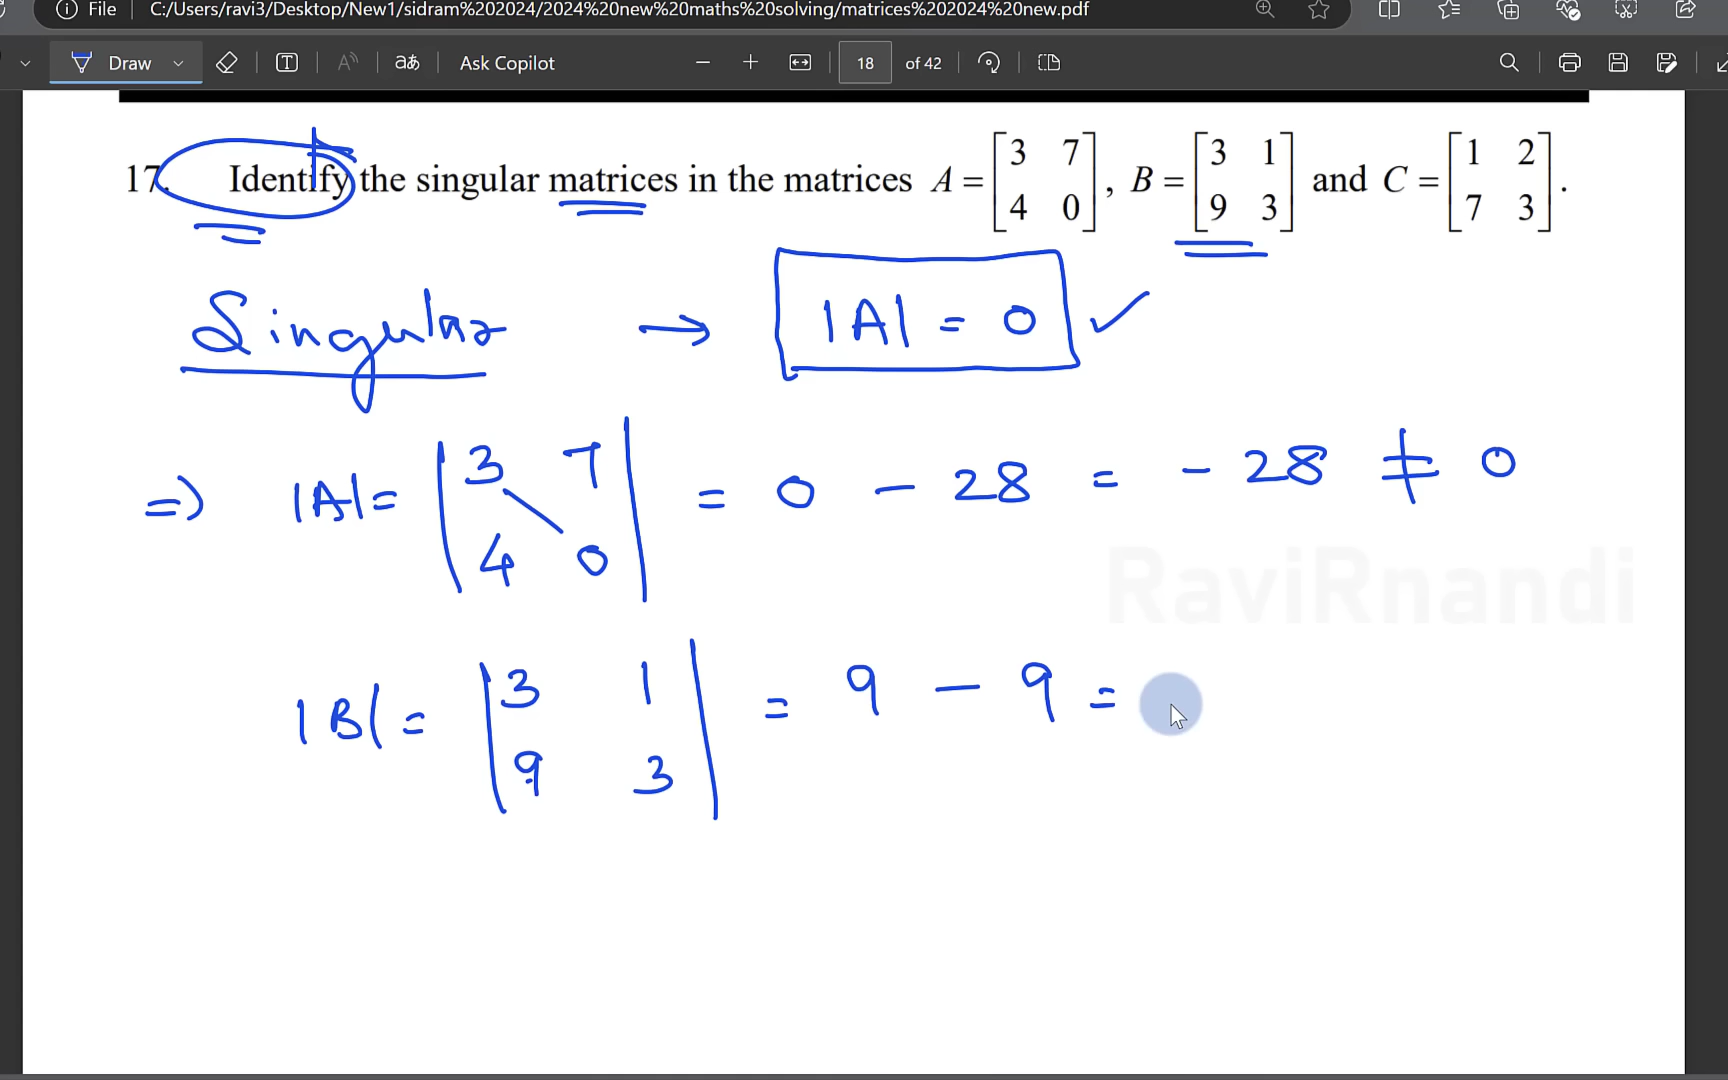 File C:/Users/ravi3/Desktop/New1/sidram%202024/2024%20new%20maths%20solving/matrices%202024%20new.pdf
Draw T A aあ Ask Copilot 18 of 42
17. Identify the singular matrices in the matrices A = [3 7; 4 0], B = [3 1; 9 3] and C = [1 2; 7 3].
Singular → |A| = 0 ✓
=> |A| = |3 7; 4 0| = 0 - 28 = - 28 ≠ 0
RaviRnandi
|B| = |3 1; 9 3| = 9 - 9 =